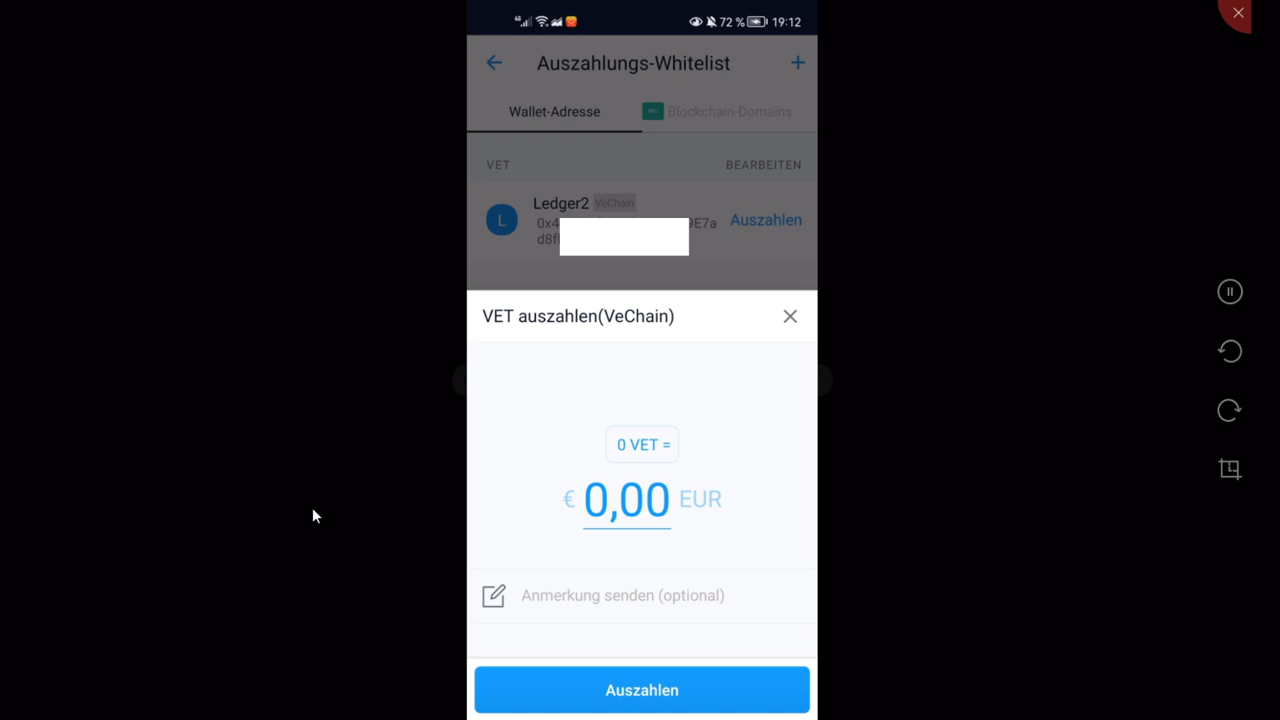 72 % 19:12
Auszahlungs-Whitelist
Wallet-Adresse Blockchain-Domains
VET BEARBEITEN
L Ledger2 VeChain
0x4 9E7a Auszahlen
d8f
VET auszahlen(VeChain)
0 VET =
€ 0,00 EUR
Anmerkung senden (optional)
Auszahlen